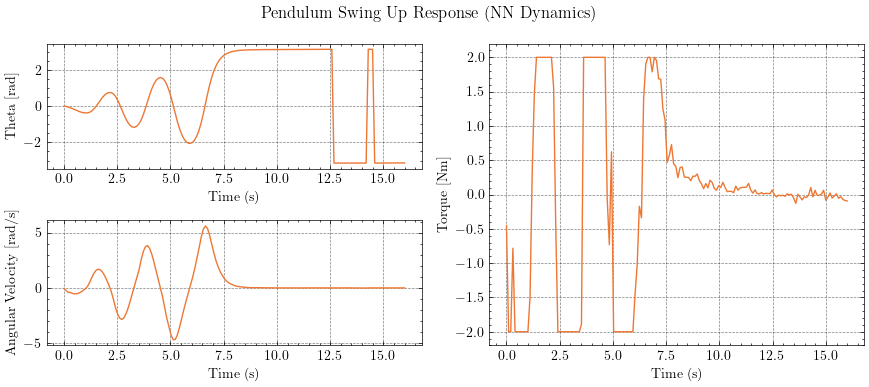 Pendulum Swing Up Response (NN Dynamics)
Theta [rad]
2
0
−2
0.0 2.5 5.0 7.5 10.0 12.5 15.0
Time (s)
Angular Velocity [rad/s]
5
0
−5
0.0 2.5 5.0 7.5 10.0 12.5 15.0
Time (s)
Torque [Nm]
2.0
1.5
1.0
0.5
0.0
−0.5
−1.0
−1.5
−2.0
0.0 2.5 5.0 7.5 10.0 12.5 15.0
Time (s)